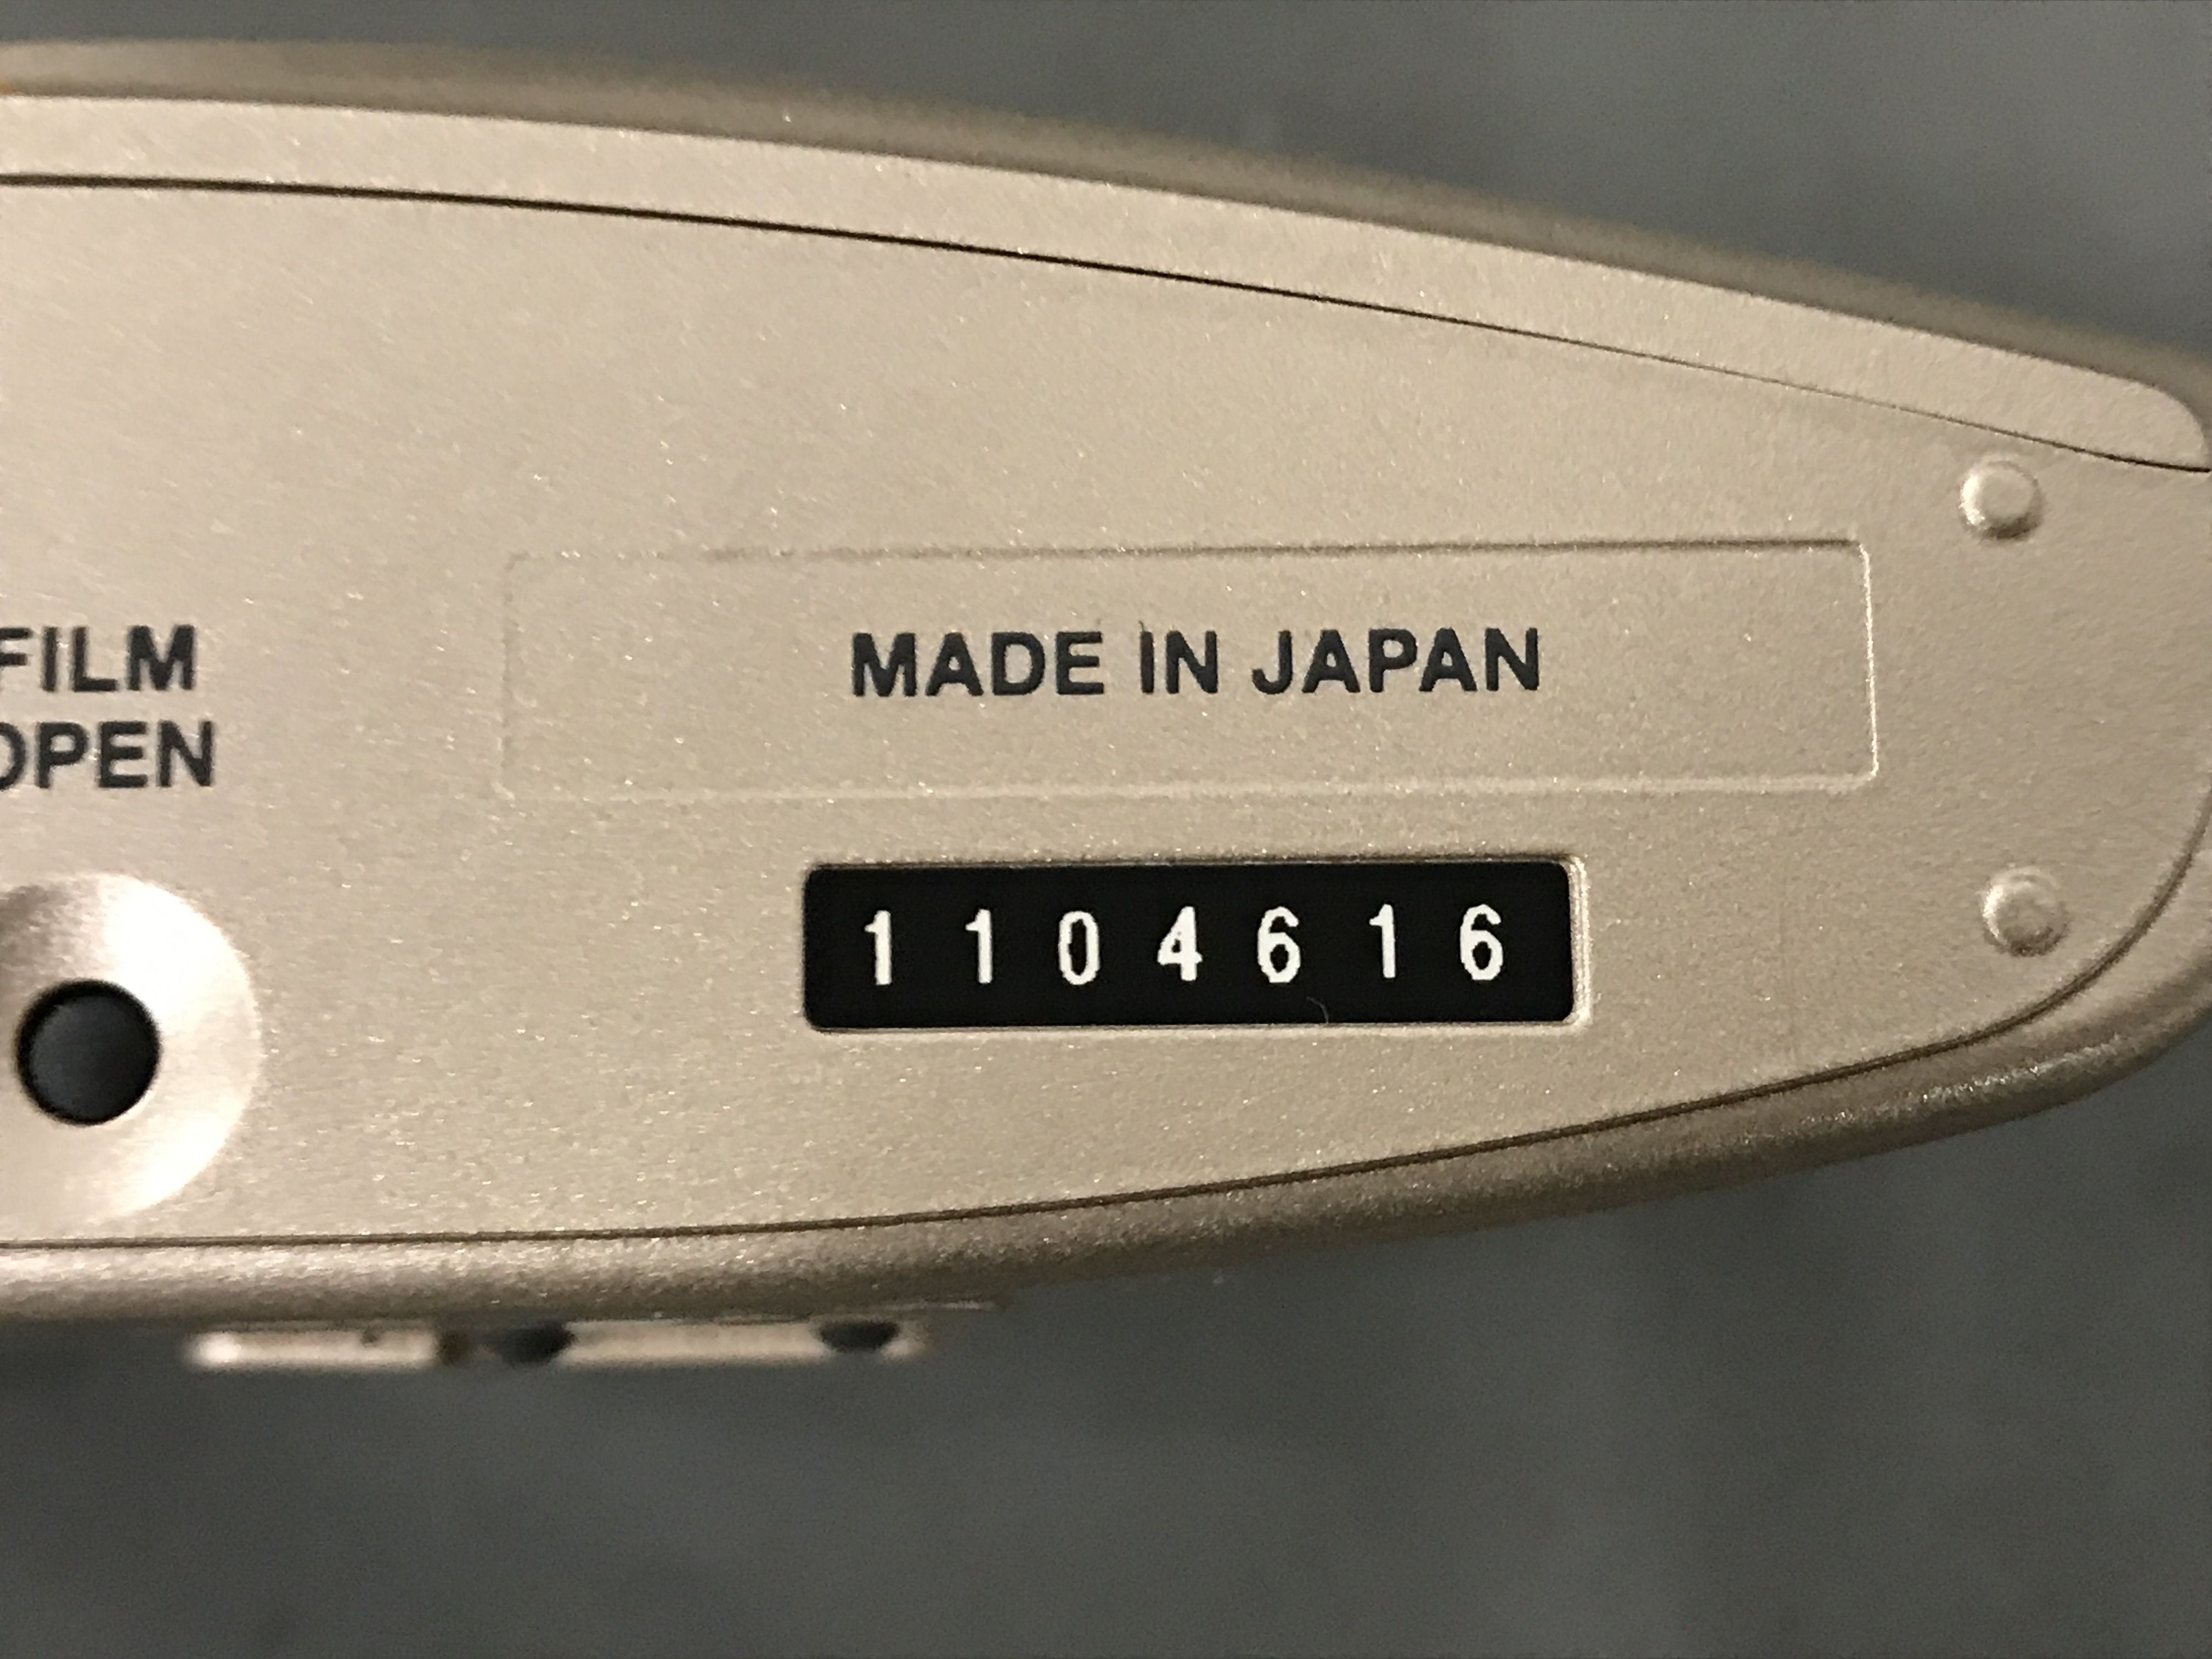 FILM
OPEN
MADE IN JAPAN
1104616